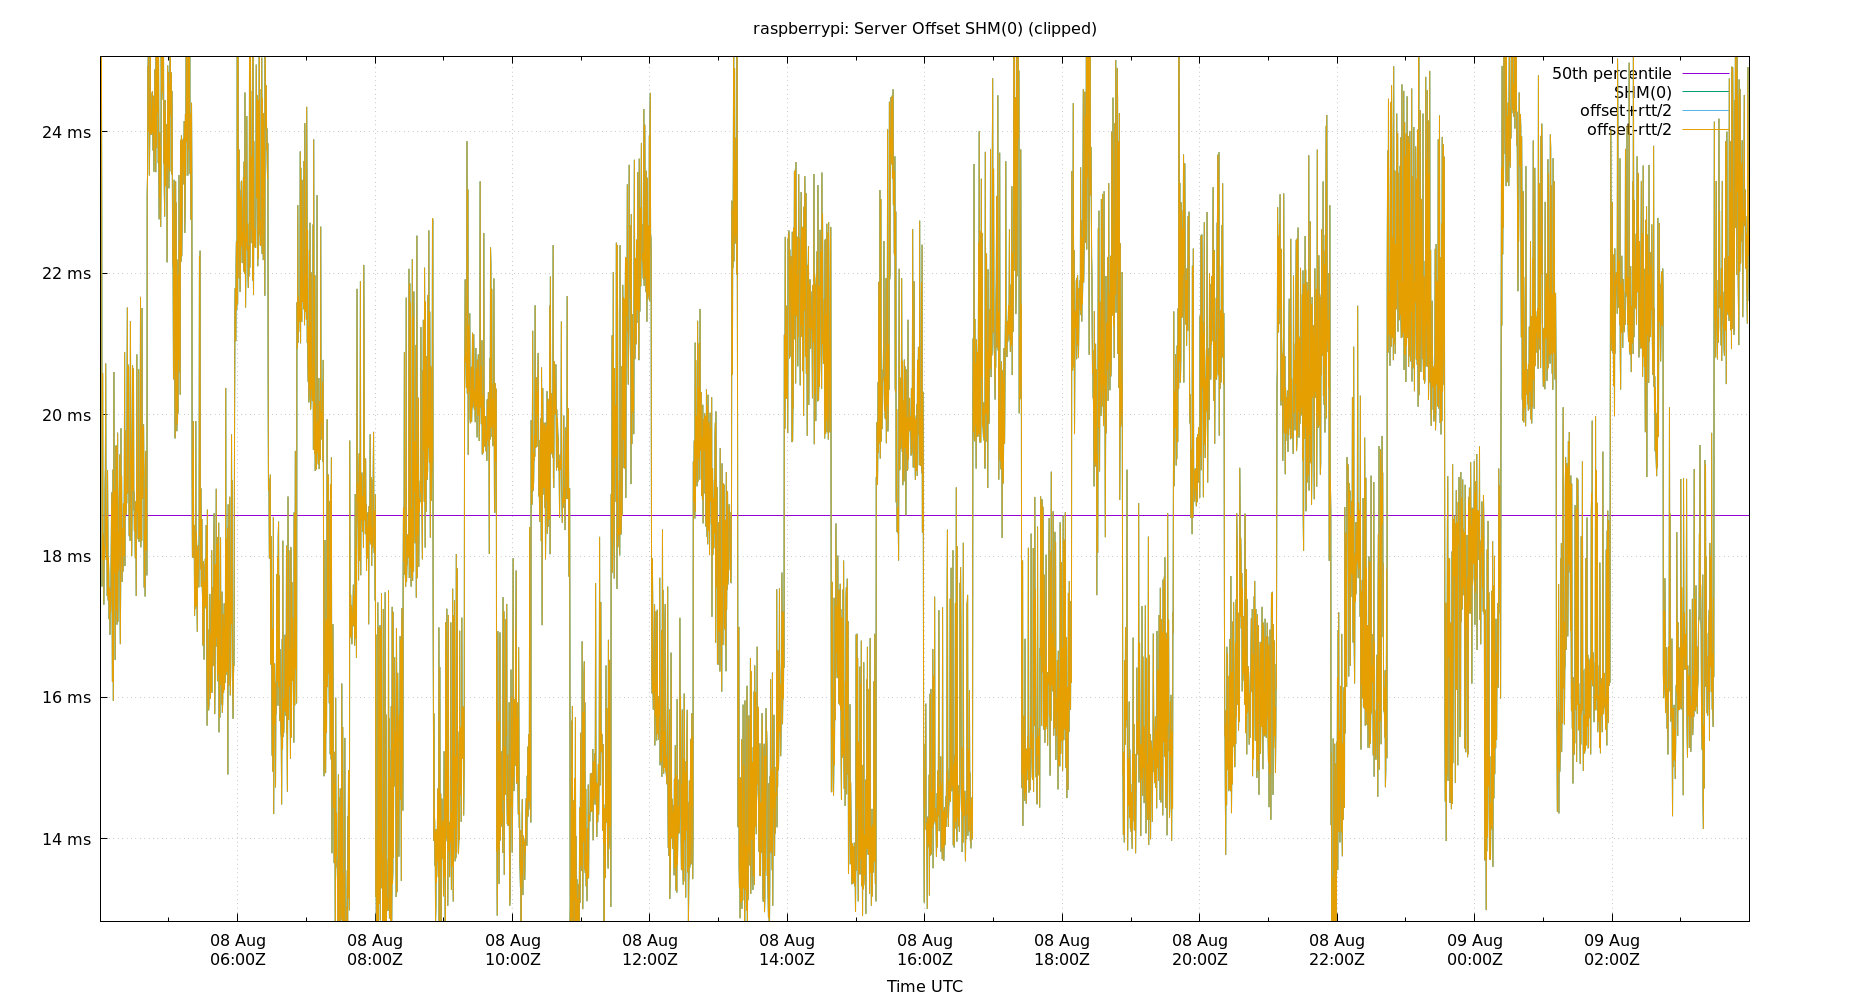 raspberrypi: Server Offset SHM(0) (clipped)
50th percentile
SHM(0)
offset+rtt/2
offset-rtt/2
24 ms
22 ms
20 ms
18 ms
16 ms
14 ms
08 Aug 08 Aug 08 Aug 08 Aug 08 Aug 08 Aug 08 Aug 08 Aug 08 Aug 09 Aug 09 Aug
06:00Z 08:00Z 10:00Z 12:00Z 14:00Z 16:00Z 18:00Z 20:00Z 22:00Z 00:00Z 02:00Z
Time UTC